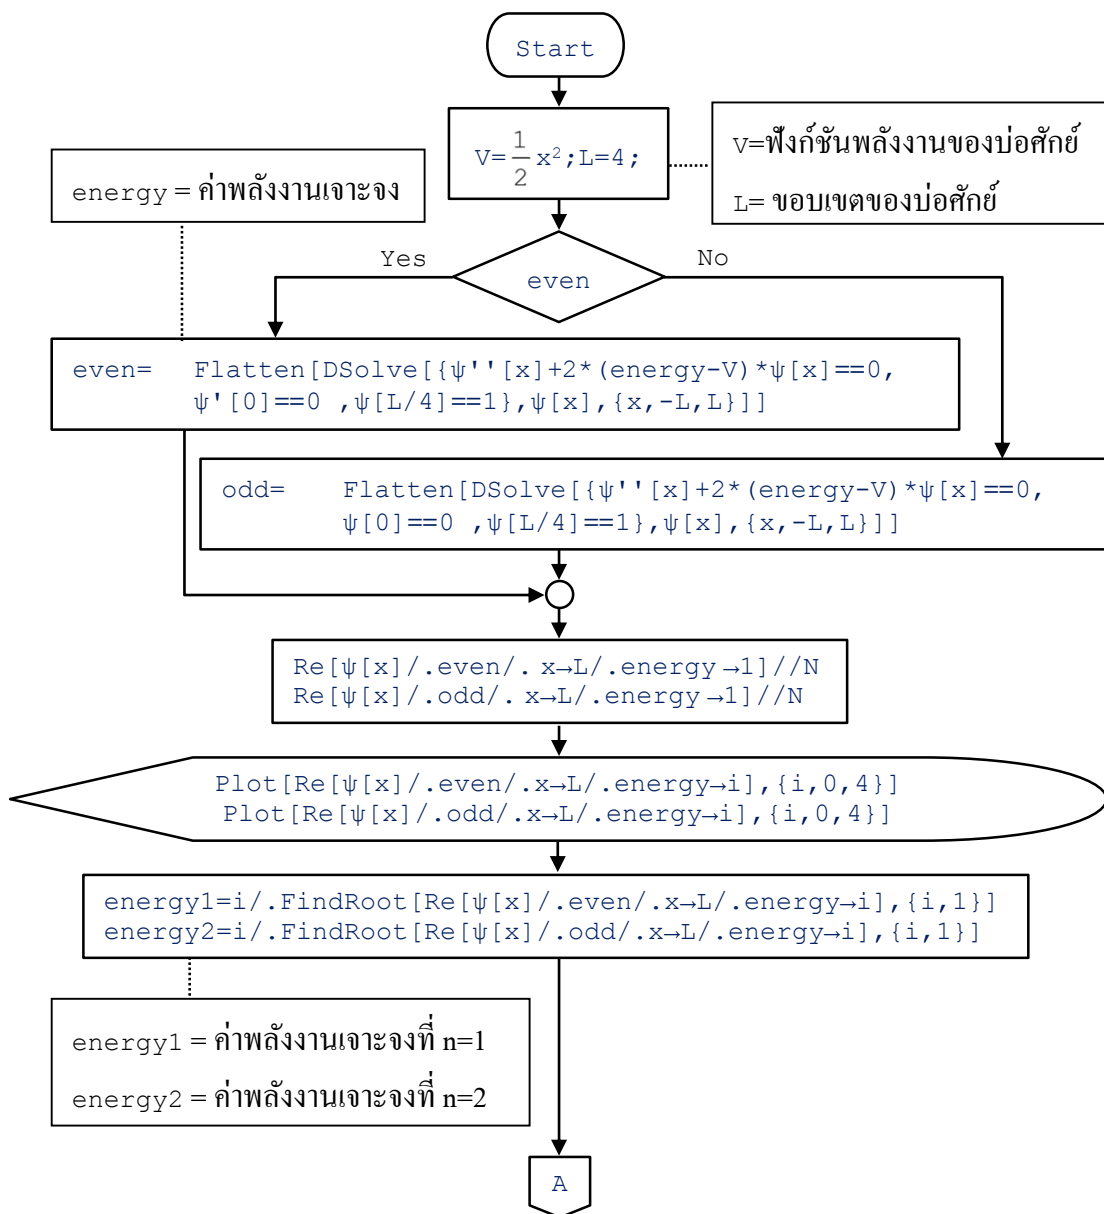 Start
V=1/2 x²;L=4;
V=ฟังก์ชันพลังงานของบ่อศักย์
L= ขอบเขตของบ่อศักย์
energy = ค่าพลังงานเจาะจง
Yes
even
No
even= Flatten[DSolve[{ψ''[x]+2*(energy-V)*ψ[x]==0,
ψ'[0]==0 ,ψ[L/4]==1},ψ[x],{x,-L,L}]]
odd= Flatten[DSolve[{ψ''[x]+2*(energy-V)*ψ[x]==0,
ψ[0]==0 ,ψ[L/4]==1},ψ[x],{x,-L,L}]]
Re[ψ[x]/.even/. x→L/.energy→1]//N
Re[ψ[x]/.odd/. x→L/.energy→1]//N
Plot[Re[ψ[x]/.even/.x→L/.energy→i],{i,0,4}]
Plot[Re[ψ[x]/.odd/.x→L/.energy→i],{i,0,4}]
energy1=i/.FindRoot[Re[ψ[x]/.even/.x→L/.energy→i],{i,1}]
energy2=i/.FindRoot[Re[ψ[x]/.odd/.x→L/.energy→i],{i,1}]
energy1 = ค่าพลังงานเจาะจงที่ n=1
energy2 = ค่าพลังงานเจาะจงที่ n=2
A